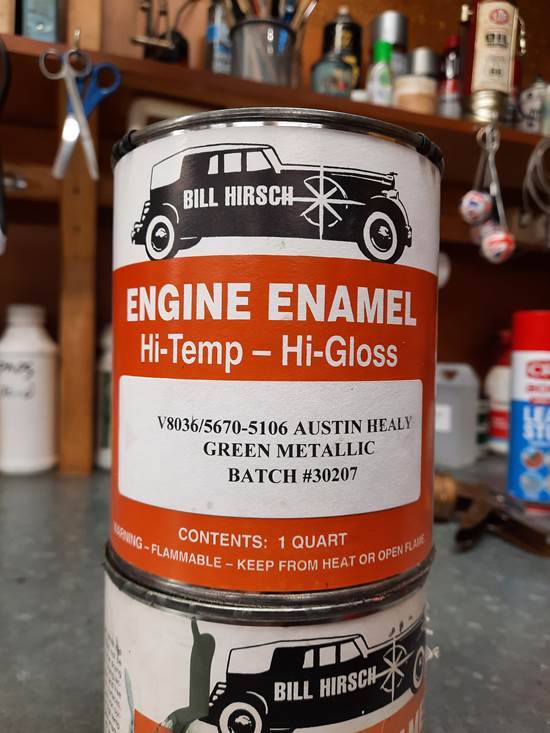 BILL HIRSCH
ENGINE ENAMEL
Hi-Temp – Hi-Gloss
V8036/5670-5106 AUSTIN HEALY
GREEN METALLIC
BATCH #30207
CONTENTS: 1 QUART
WARNING – FLAMMABLE – KEEP FROM HEAT OR OPEN FLAME
BILL HIRSCH